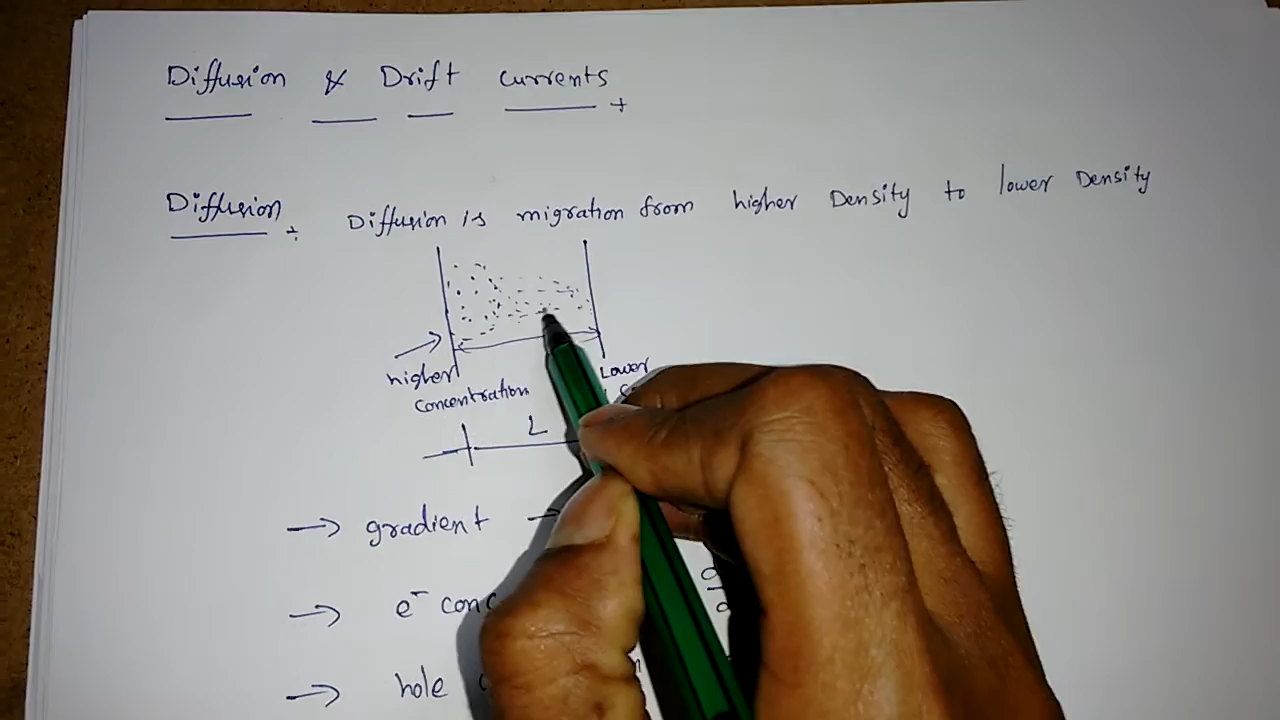 Diffusion & Drift Currents
Diffusion Diffusion is migration from higher Density to lower Density
higher Lower
Concentration
L
→ gradient →
→ e⁻ conc
→ hole